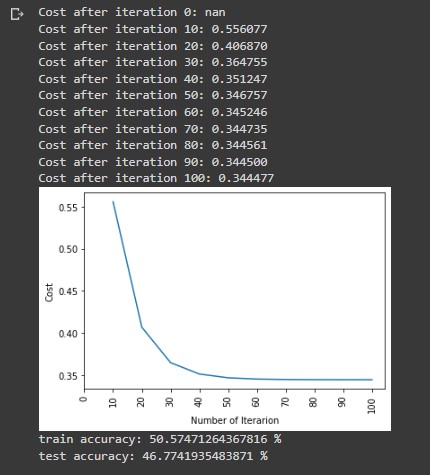 Cost after iteration 0: nan
Cost after iteration 10: 0.556077
Cost after iteration 20: 0.406870
Cost after iteration 30: 0.364755
Cost after iteration 40: 0.351247
Cost after iteration 50: 0.346757
Cost after iteration 60: 0.345246
Cost after iteration 70: 0.344735
Cost after iteration 80: 0.344561
Cost after iteration 90: 0.344500
Cost after iteration 100: 0.344477
0.55
0.50
0.45
0.40
0.35
Cost
0 10 20 30 40 50 60 70 80 90 100
Number of Iterarion
train accuracy: 50.57471264367816 %
test accuracy: 46.7741935483871 %